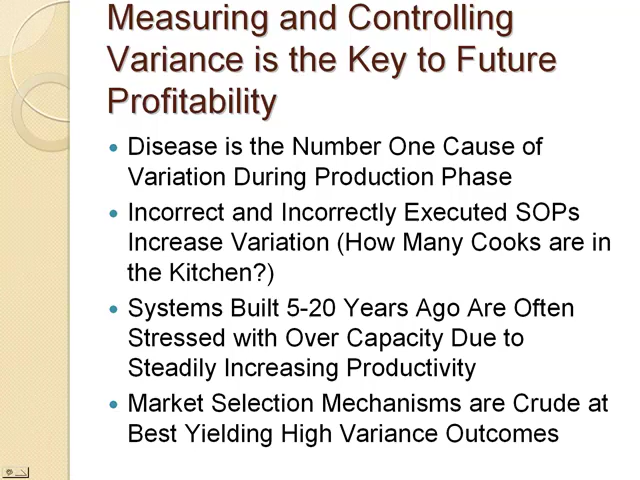 Measuring and Controlling
Variance is the Key to Future
Profitability
Disease is the Number One Cause of
Variation During Production Phase
Incorrect and Incorrectly Executed SOPs
Increase Variation (How Many Cooks are in
the Kitchen?)
Systems Built 5-20 Years Ago Are Often
Stressed with Over Capacity Due to
Steadily Increasing Productivity
Market Selection Mechanisms are Crude at
Best Yielding High Variance Outcomes